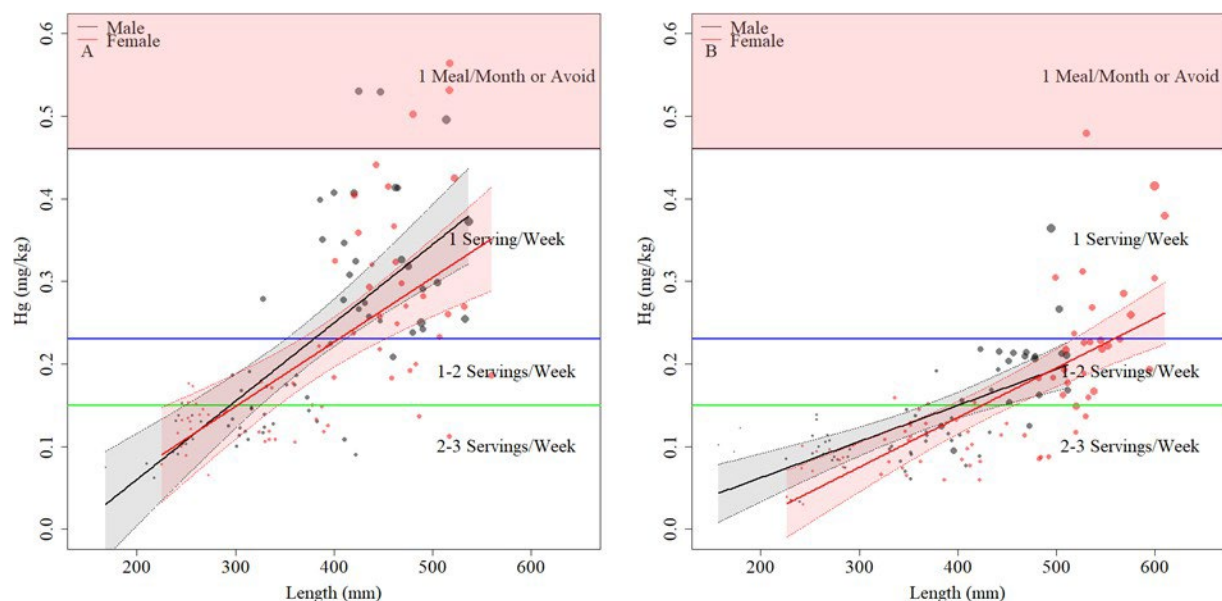 Male
Female
A
1 Meal/Month or Avoid
1 Serving/Week
1-2 Servings/Week
2-3 Servings/Week
0.6
0.5
0.4
0.3
0.2
0.1
0.0
Hg (mg/kg)
200 300 400 500 600
Length (mm)
Male
Female
B
1 Meal/Month or Avoid
1 Serving/Week
1-2 Servings/Week
2-3 Servings/Week
0.6
0.5
0.4
0.3
0.2
0.1
0.0
Hg (mg/kg)
200 300 400 500 600
Length (mm)